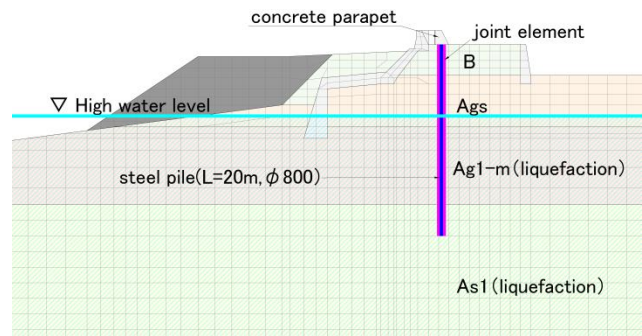 concrete parapet
joint element
B
▽ High water level
Ags
steel pile(L=20m,φ800)
Ag1-m(liquefaction)
As1(liquefaction)